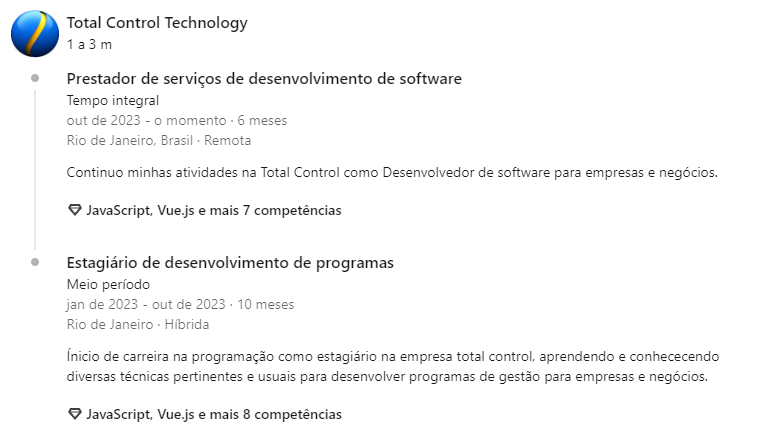 Total Control Technology
1 a 3 m
Prestador de serviços de desenvolvimento de software
Tempo integral
out de 2023 - o momento · 6 meses
Rio de Janeiro, Brasil · Remota
Continuo minhas atividades na Total Control como Desenvolvedor de software para empresas e negócios.
JavaScript, Vue.js e mais 7 competências
Estagiário de desenvolvimento de programas
Meio período
jan de 2023 - out de 2023 · 10 meses
Rio de Janeiro · Híbrida
Ínicio de carreira na programação como estagiário na empresa total control, aprendendo e conhececendo
diversas técnicas pertinentes e usuais para desenvolver programas de gestão para empresas e negócios.
JavaScript, Vue.js e mais 8 competências